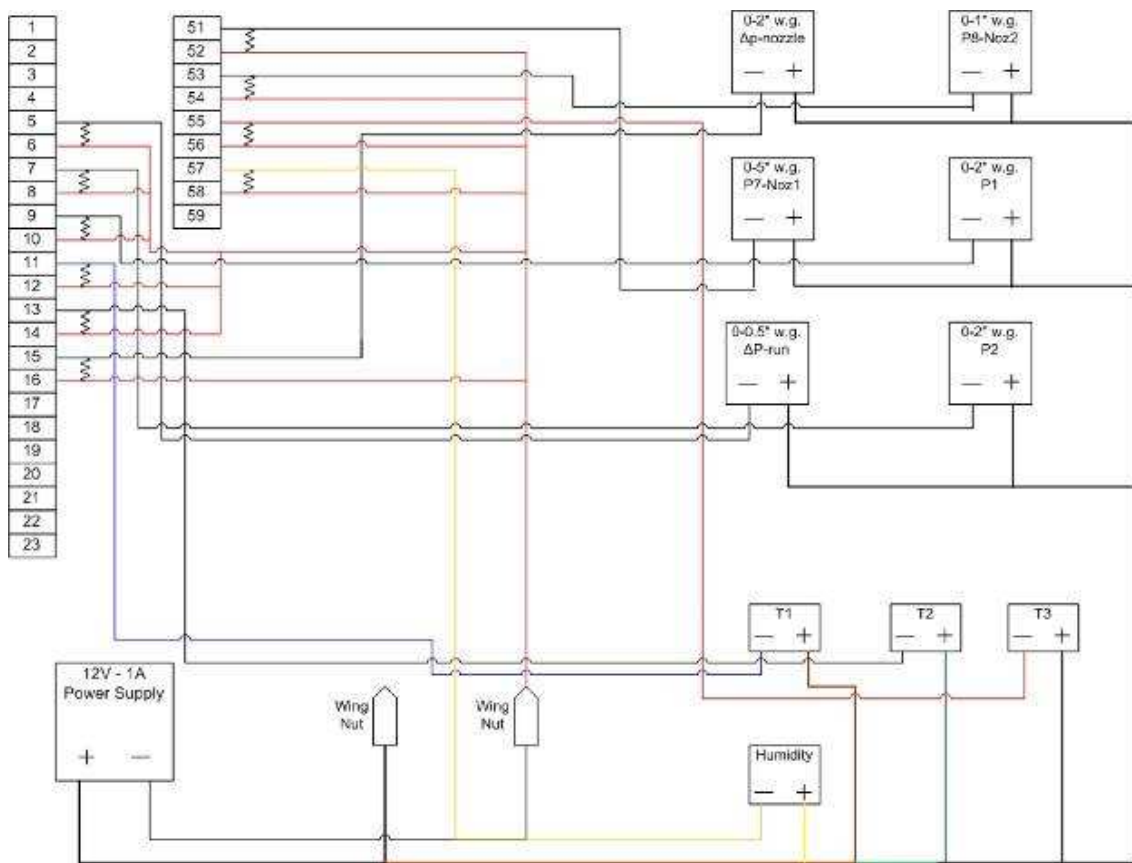 1
2
3
4
5
6
7
8
9
10
11
12
13
14
15
16
17
18
19
20
21
22
23
51
52
53
54
55
56
57
58
59
0-2" w.g.
Δp-nozzle
— +
0-1" w.g.
P8-Noz2
— +
0-5" w.g.
P7-Noz1
— +
0-2" w.g.
P1
— +
0-0.5" w.g.
ΔP-run
— +
0-2" w.g.
P2
— +
T1
— +
T2
— +
T3
— +
12V - 1A
Power Supply
+ —
Wing
Nut
Wing
Nut
Humidity
— +